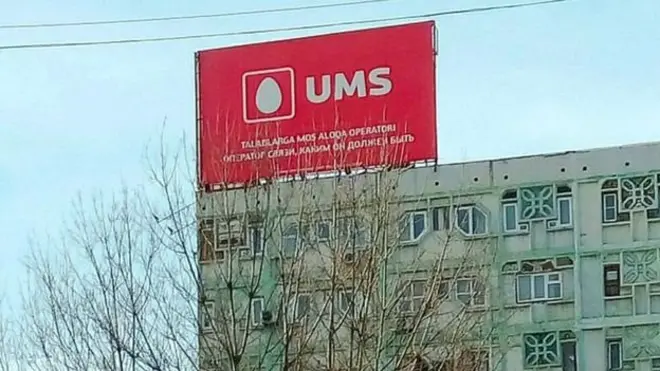 UMS
TALABLARGA MOS ALOQA OPERATORI
ОПЕРАТОР СВЯЗИ, КАКИМ ОН ДОЛЖЕН БЫТЬ